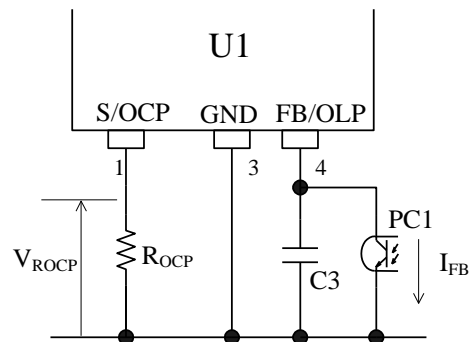 U1
S/OCP GND FB/OLP
1 3 4
PC1
VROCP ROCP C3 IFB